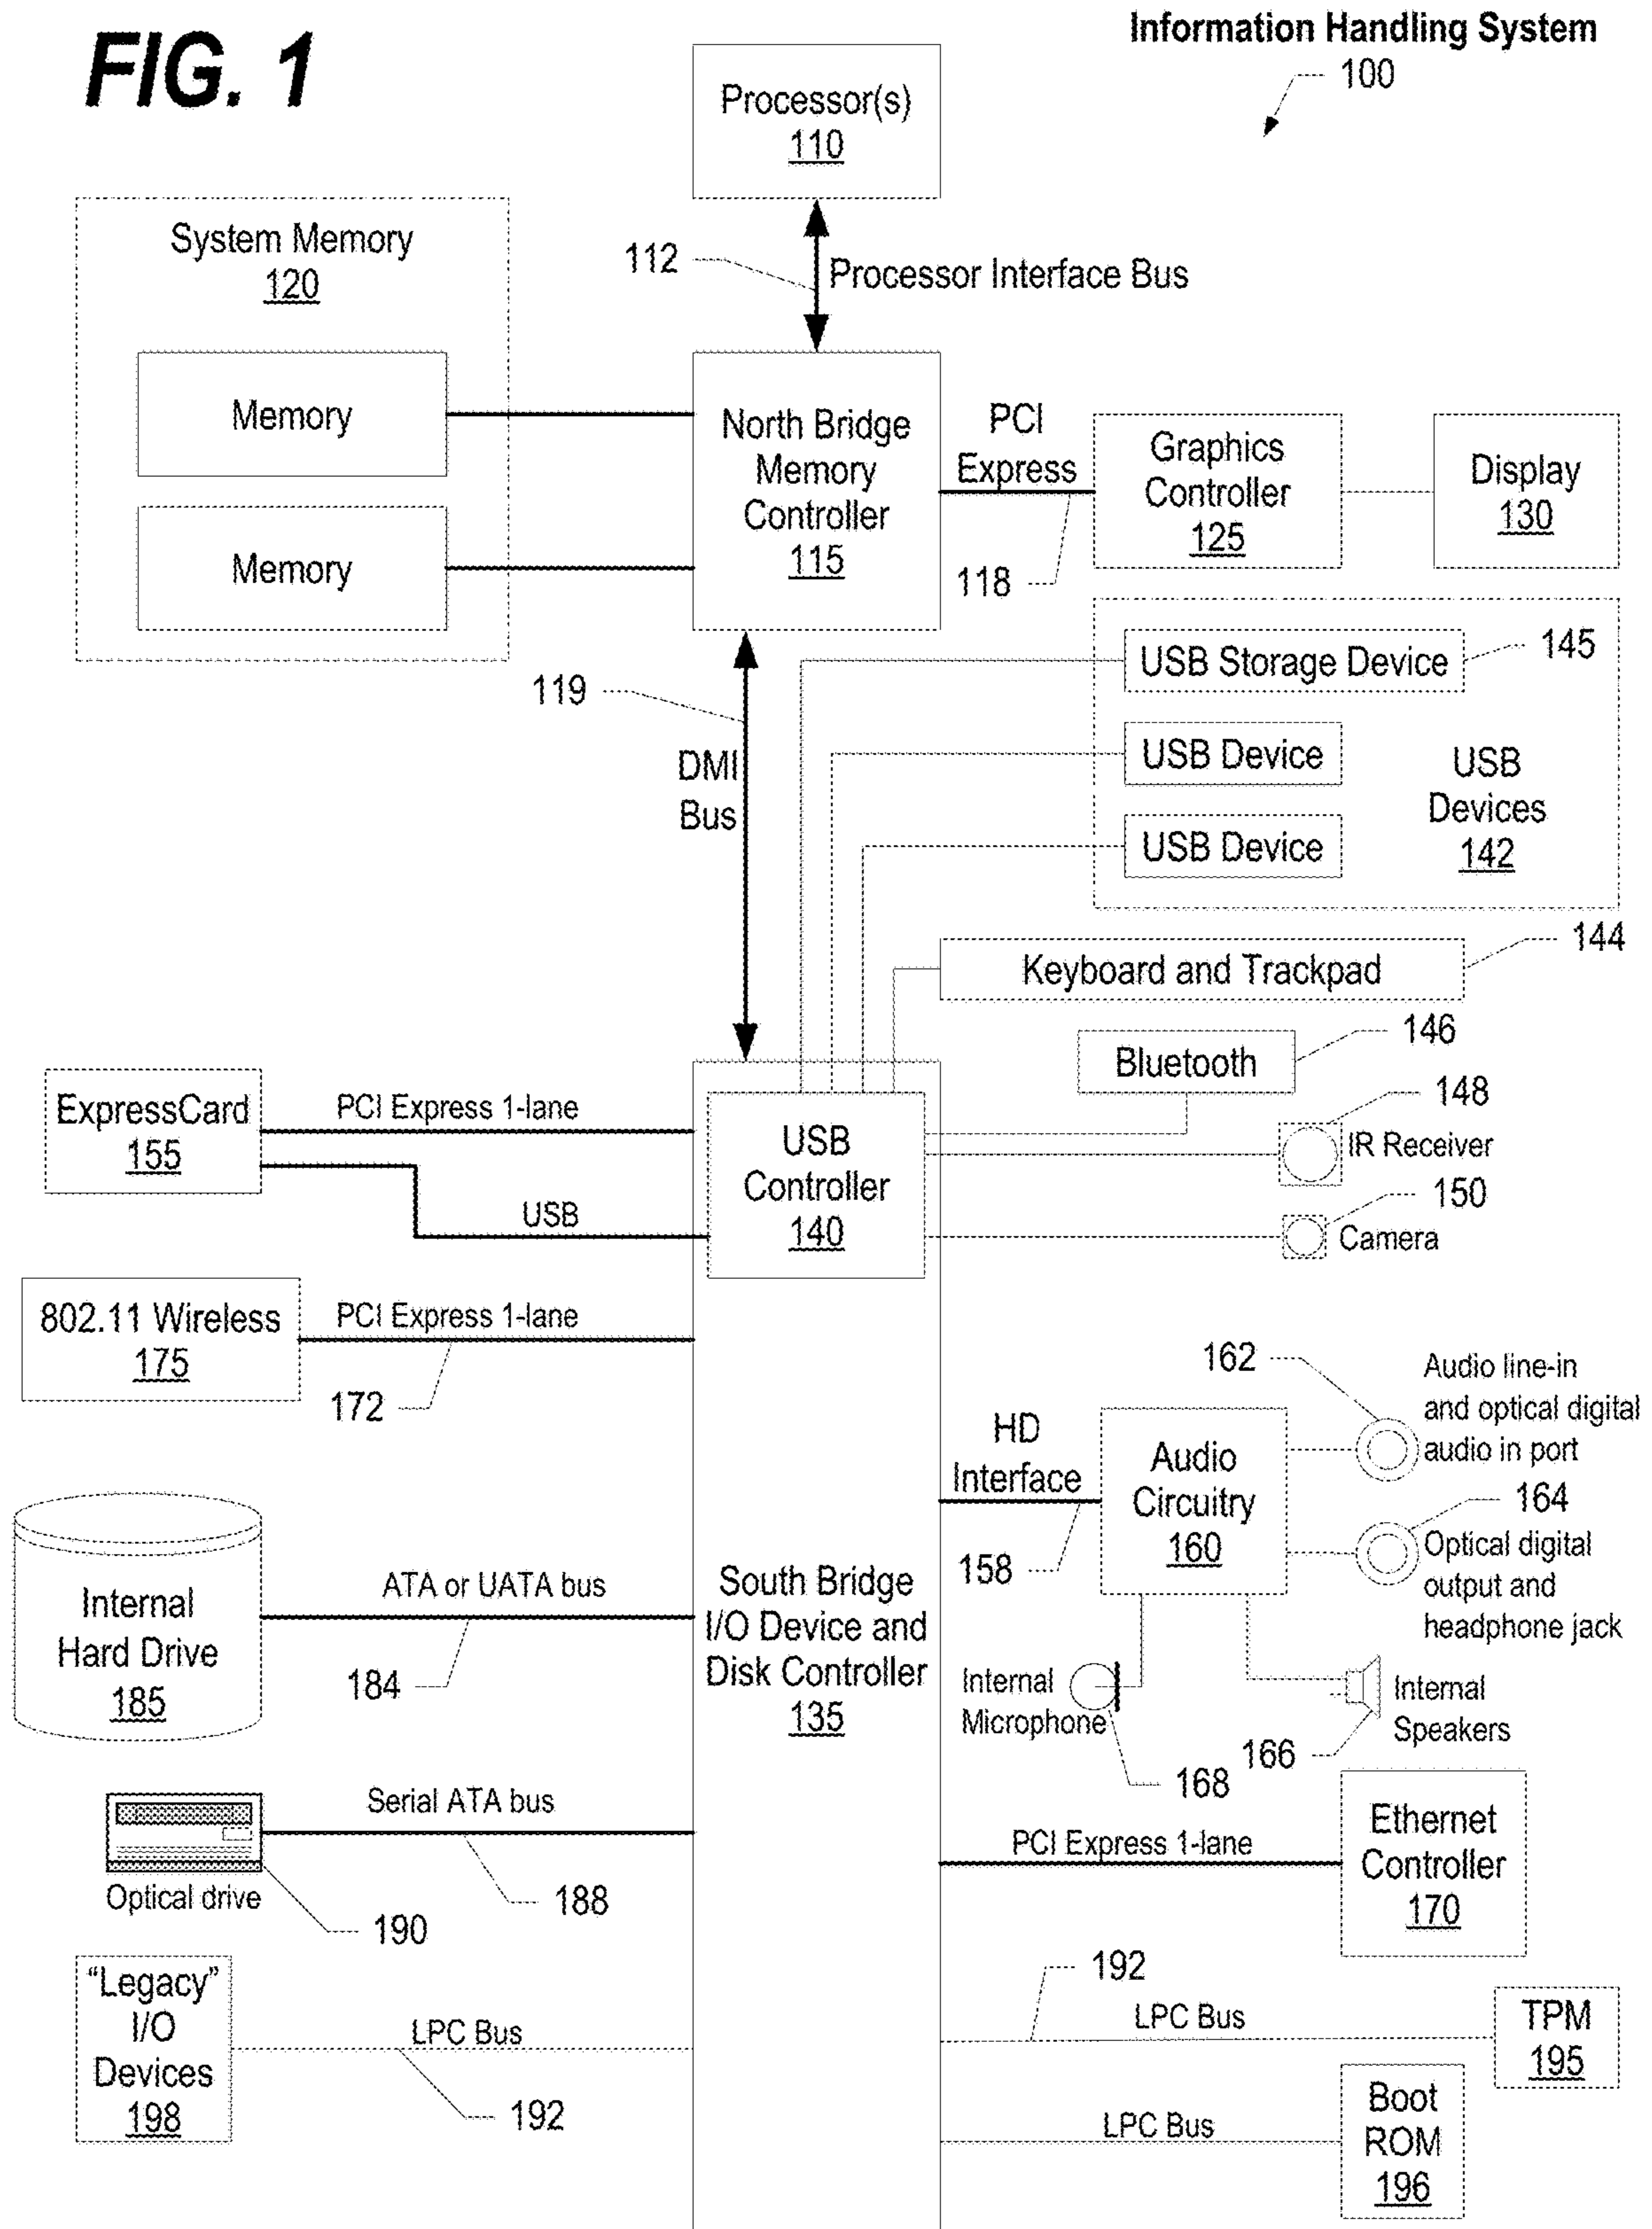 FIG. 1
Information Handling System
100
Processor(s)
110
System Memory
120
112
Processor Interface Bus
Memory
Memory
North Bridge
Memory
Controller
115
PCI
Express
118
Graphics
Controller
125
Display
130
119
DMI
Bus
USB Storage Device
145
USB Device
USB Device
USB
Devices
142
144
Keyboard and Trackpad
146
Bluetooth
148
IR Receiver
150
Camera
ExpressCard
155
PCI Express 1-lane
USB
USB
Controller
140
802.11 Wireless
175
PCI Express 1-lane
172
162
Audio line-in
and optical digital
audio in port
HD
Interface
158
Audio
Circuitry
160
164
Optical digital
output and
headphone jack
Internal
Hard Drive
185
ATA or UATA bus
184
South Bridge
I/O Device and
Disk Controller
135
Internal
Microphone
168
166
Internal
Speakers
Optical drive
190
Serial ATA bus
188
PCI Express 1-lane
Ethernet
Controller
170
"Legacy"
I/O
Devices
198
LPC Bus
192
192
LPC Bus
TPM
195
LPC Bus
Boot
ROM
196